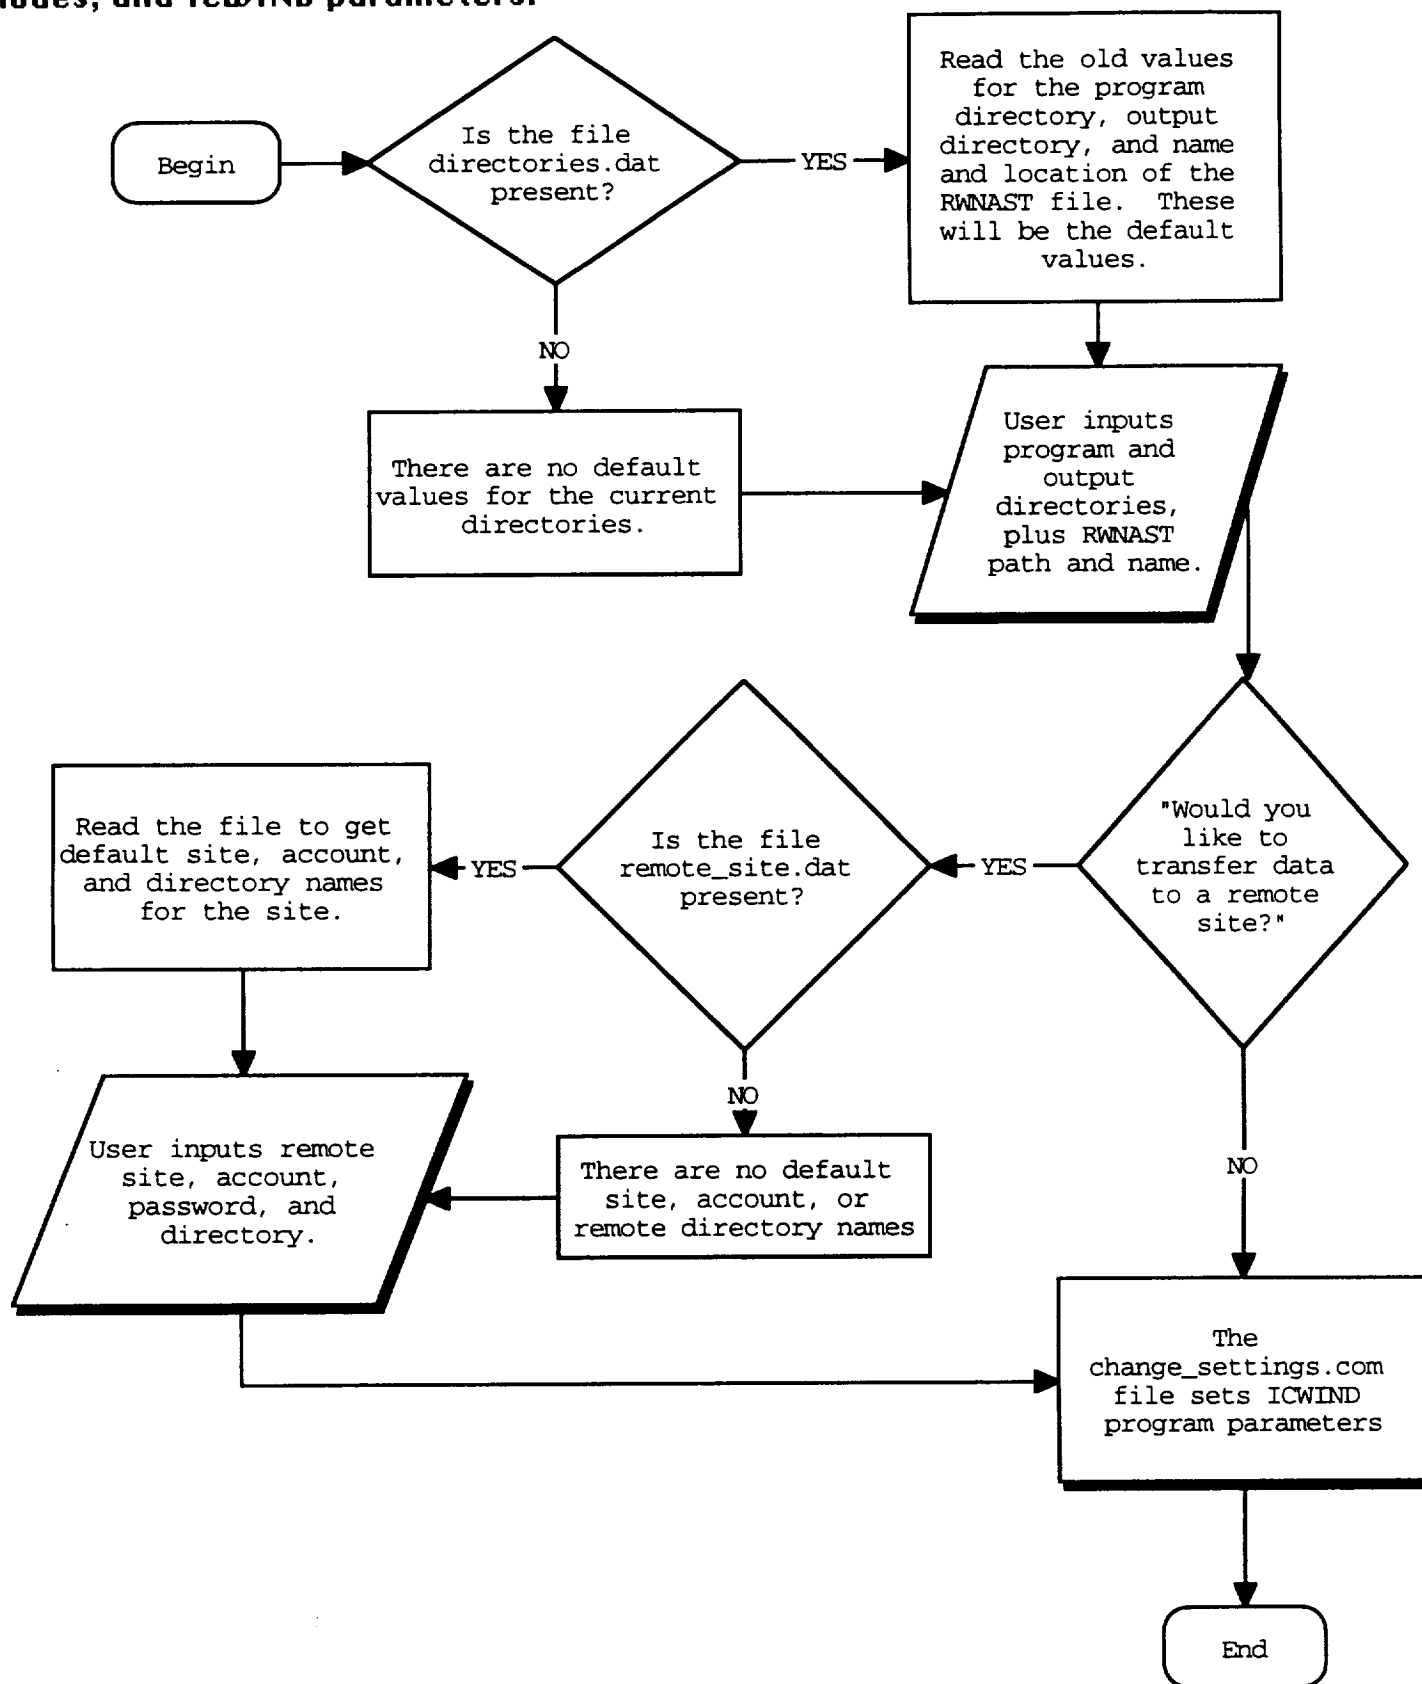 and ICWIND parameters.
Begin
Is the file
directories.dat
present?
YES
Read the old values
for the program
directory, output
directory, and name
and location of the
RWNAST file. These
will be the default
values.
NO
There are no default
values for the current
directories.
User inputs
program and
output
directories,
plus RWNAST
path and name.
"Would you
like to
transfer data
to a remote
site?"
YES
Is the file
remote_site.dat
present?
YES
Read the file to get
default site, account,
and directory names
for the site.
NO
There are no default
site, account, or
remote directory names
User inputs remote
site, account,
password, and
directory.
NO
The
change_settings.com
file sets ICWIND
program parameters
End